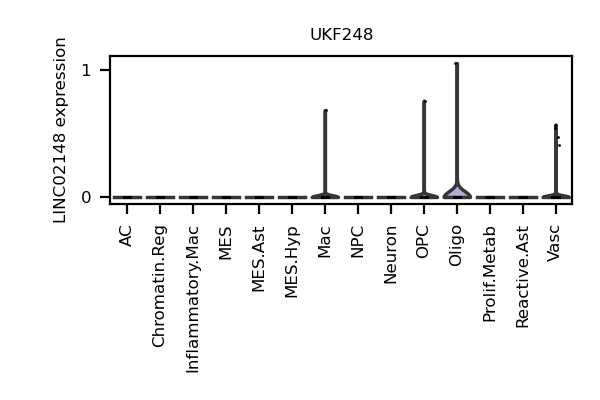 UKF248
LINC02148 expression
1
0
AC
Chromatin.Reg
Inflammatory.Mac
MES
MES.Ast
MES.Hyp
Mac
NPC
Neuron
OPC
Oligo
Prolif.Metab
Reactive.Ast
Vasc